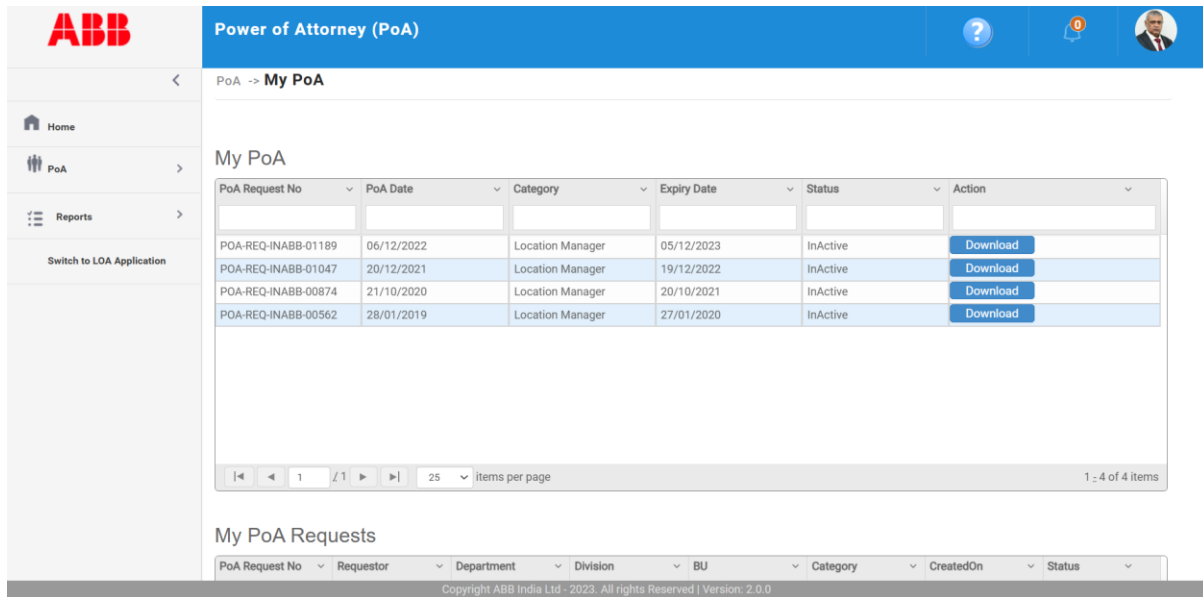 ABB
Power of Attorney (PoA)
?
0
PoA -> My PoA
Home
PoA
Reports
Switch to LOA Application
My PoA
PoA Request No PoA Date Category Expiry Date Status Action
POA-REQ-INABB-01189 06/12/2022 Location Manager 05/12/2023 InActive Download
POA-REQ-INABB-01047 20/12/2021 Location Manager 19/12/2022 InActive Download
POA-REQ-INABB-00874 21/10/2020 Location Manager 20/10/2021 InActive Download
POA-REQ-INABB-00562 28/01/2019 Location Manager 27/01/2020 InActive Download
1 / 1 25 items per page 1 - 4 of 4 items
My PoA Requests
PoA Request No Requestor Department Division BU Category CreatedOn Status
Copyright ABB India Ltd - 2023. All rights Reserved | Version: 2.0.0